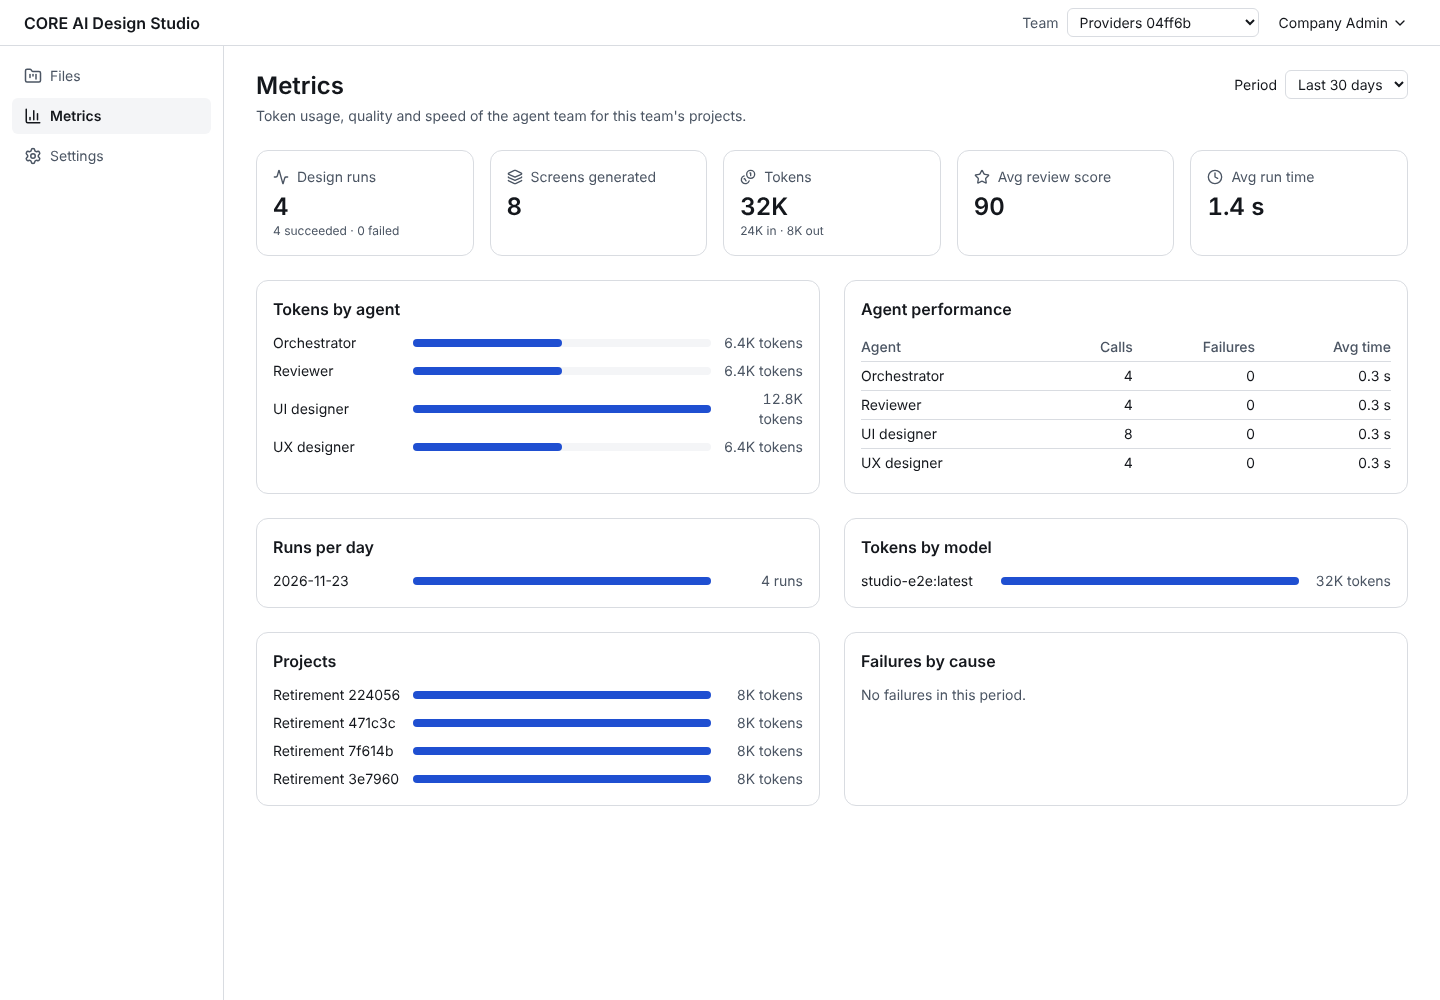 CORE AI Design Studio
Team
Providers 04ff6b
Company Admin
Files
Metrics
Settings
Metrics
Period
Last 30 days
Token usage, quality and speed of the agent team for this team's projects.
Design runs
4
4 succeeded · 0 failed
Screens generated
8
Tokens
32K
24K in · 8K out
Avg review score
90
Avg run time
1.4 s
Tokens by agent
Orchestrator 6.4K tokens
Reviewer 6.4K tokens
UI designer 12.8K
tokens
UX designer 6.4K tokens
Agent performance
Agent Calls Failures Avg time
Orchestrator 4 0 0.3 s
Reviewer 4 0 0.3 s
UI designer 8 0 0.3 s
UX designer 4 0 0.3 s
Runs per day
2026-11-23 4 runs
Tokens by model
studio-e2e:latest 32K tokens
Projects
Retirement 224056 8K tokens
Retirement 471c3c 8K tokens
Retirement 7f614b 8K tokens
Retirement 3e7960 8K tokens
Failures by cause
No failures in this period.